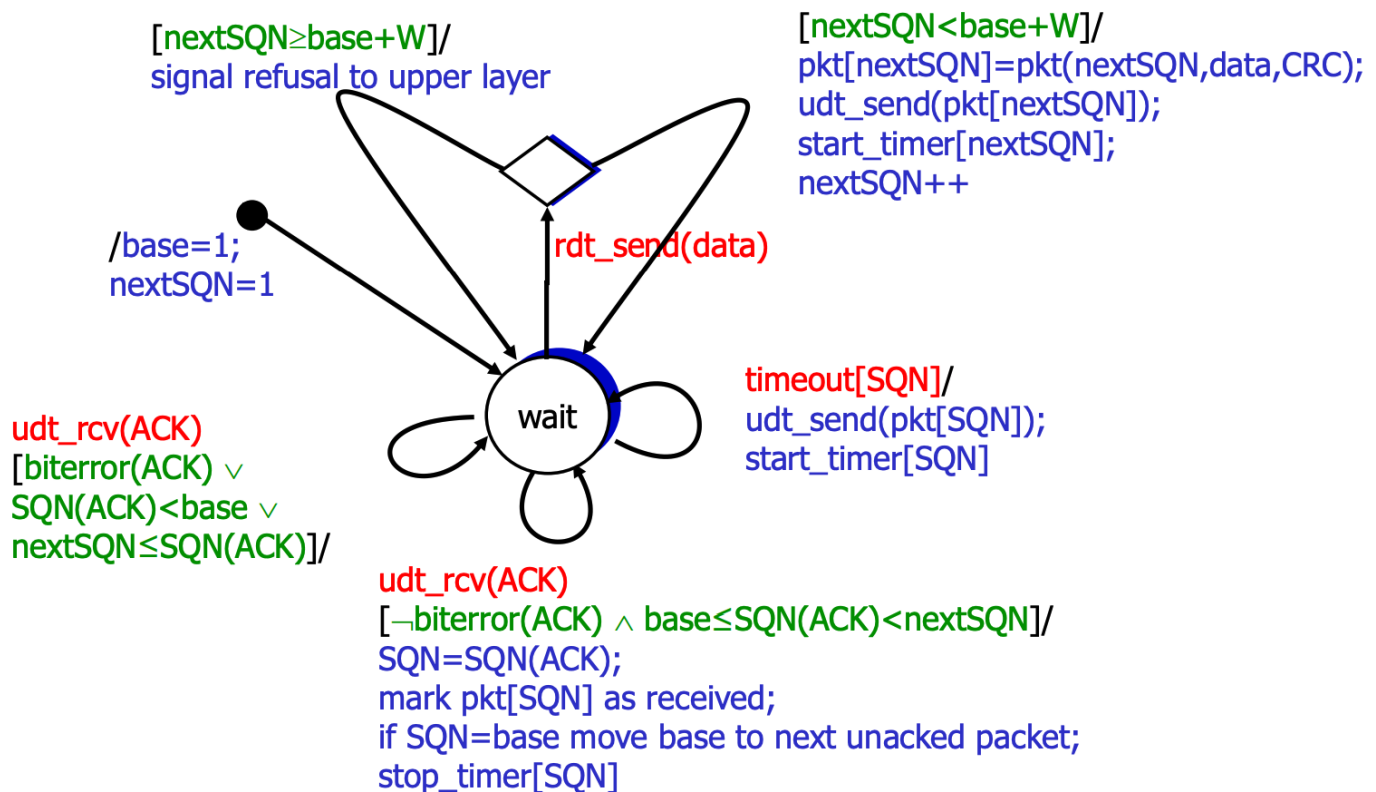 [nextSQN≥base+W]/
signal refusal to upper layer
[nextSQN<base+W]/
pkt[nextSQN]=pkt(nextSQN,data,CRC);
udt_send(pkt[nextSQN]);
start_timer[nextSQN];
nextSQN++
/base=1;
nextSQN=1
rdt_send(data)
wait
timeout[SQN]/
udt_send(pkt[SQN]);
start_timer[SQN]
udt_rcv(ACK)
[biterror(ACK) ∨
SQN(ACK)<base ∨
nextSQN≤SQN(ACK)]/
udt_rcv(ACK)
[¬biterror(ACK) ∧ base≤SQN(ACK)<nextSQN]/
SQN=SQN(ACK);
mark pkt[SQN] as received;
if SQN=base move base to next unacked packet;
stop_timer[SQN]